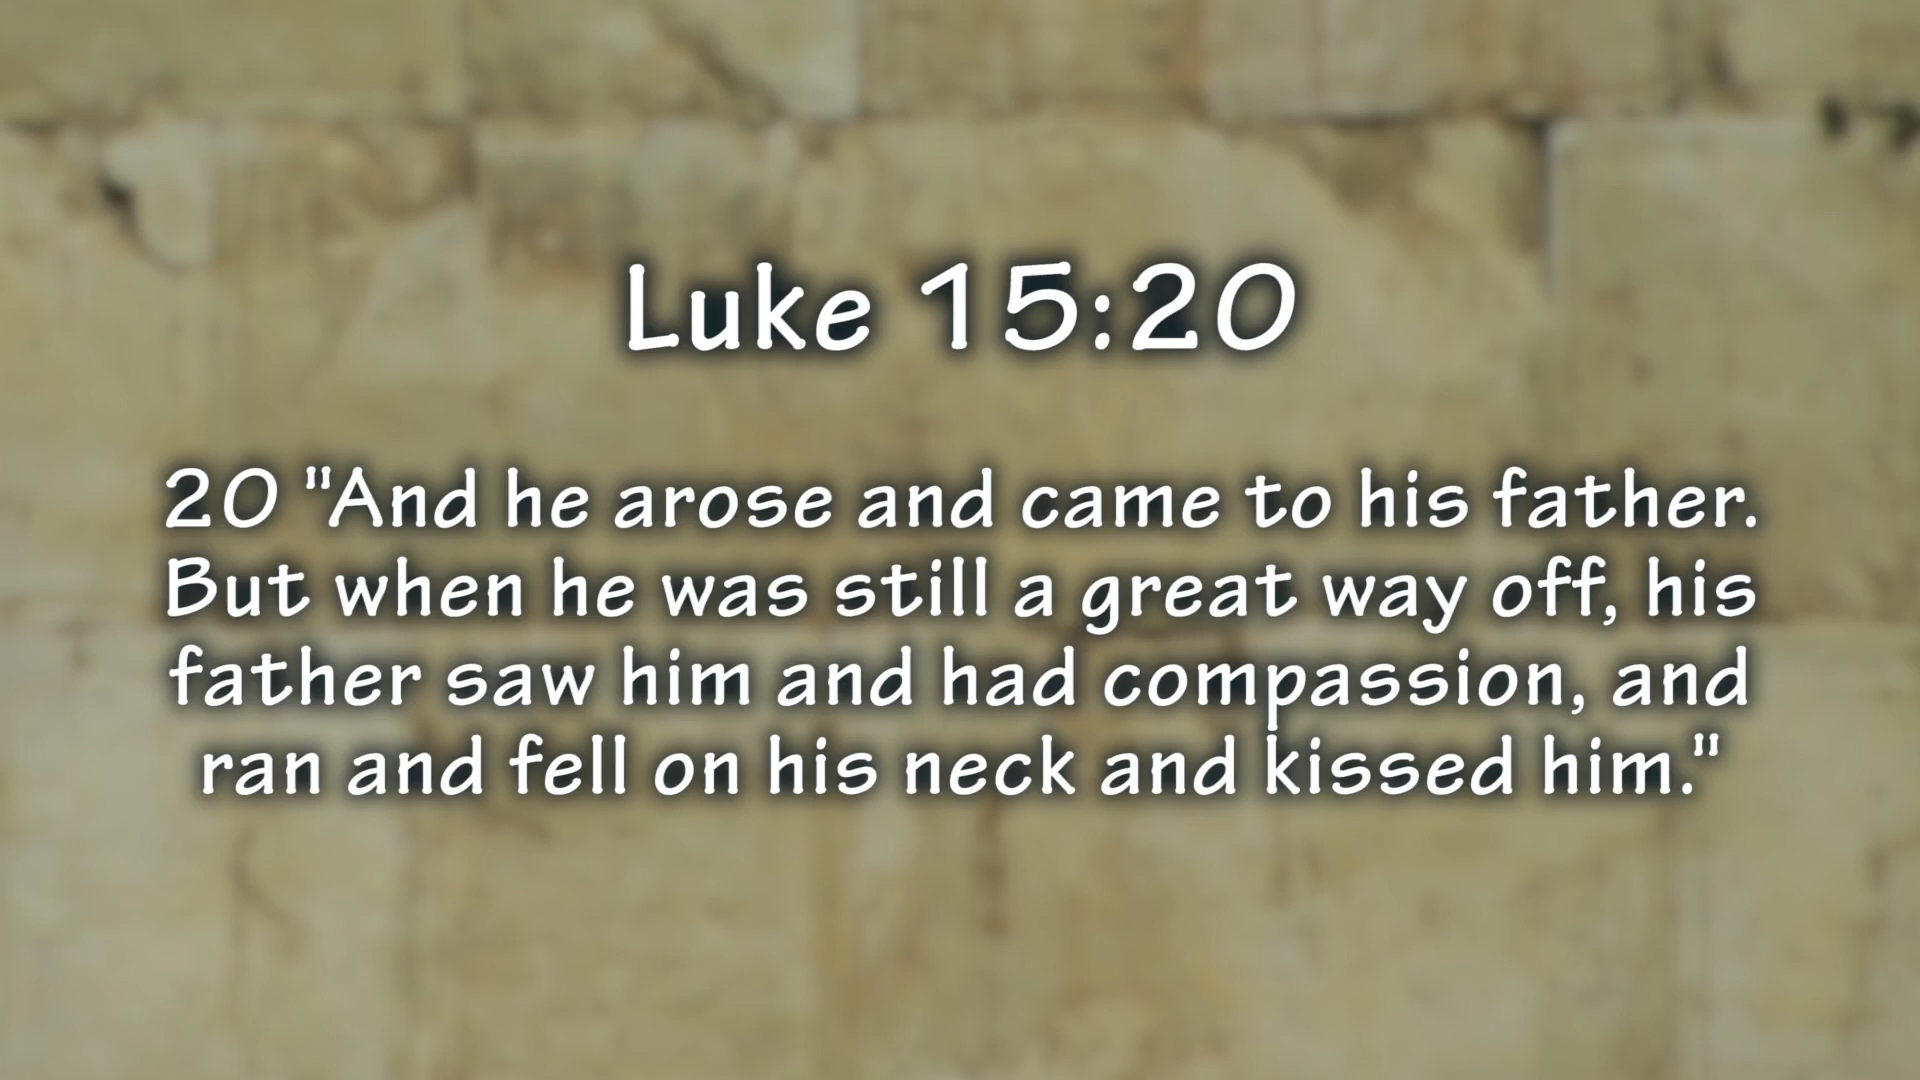 Luke 15:20
20 "And he arose and came to his father.
But when he was still a great way off, his
father saw him and had compassion, and
ran and fell on his neck and kissed him."